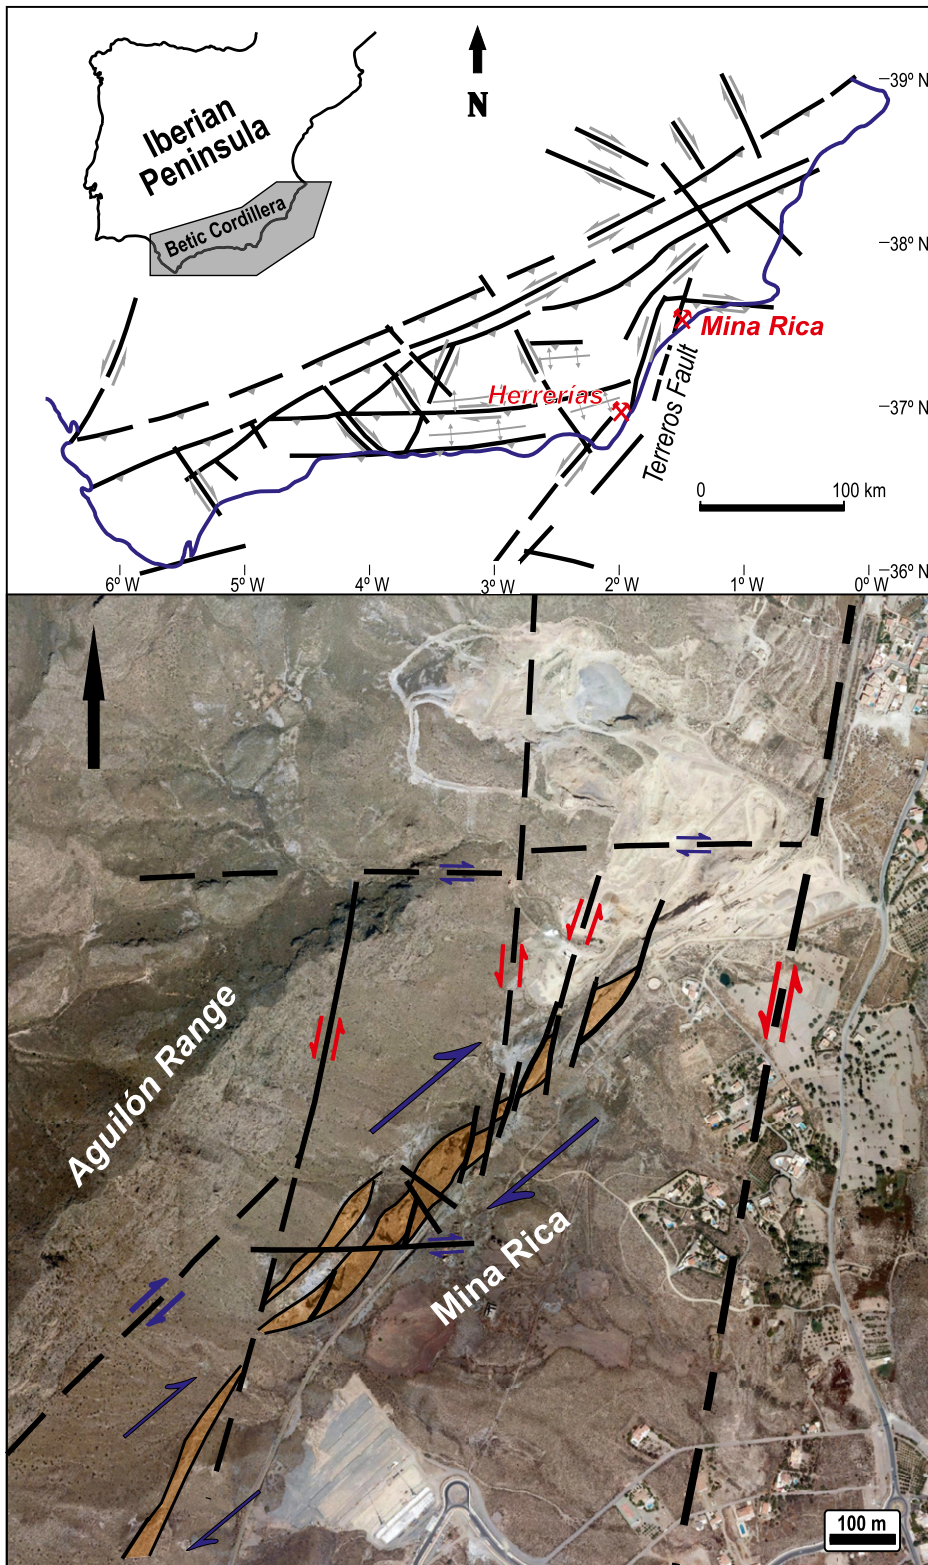 Iberian
Peninsula
Betic Cordillera
N
39º N
38º N
37º N
36º N
Mina Rica
Herrerías
Terreros Fault
0
100 km
6º W
5º W
4º W
3º W
2º W
1º W
0º W
Aguilón Range
Mina Rica
100 m